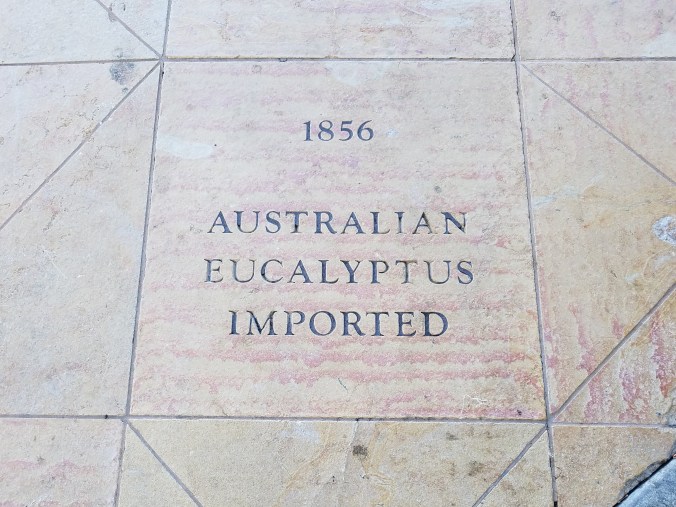 1856
AUSTRALIAN
EUCALYPTUS
IMPORTED